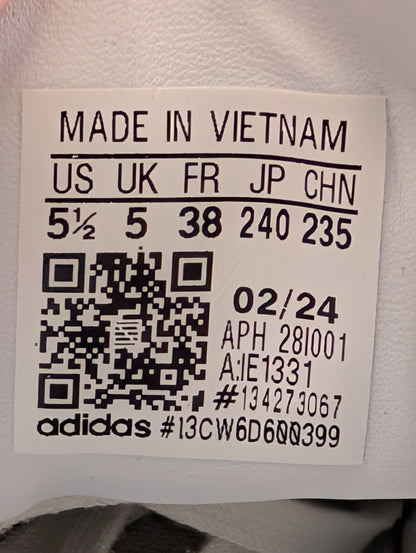 MADE IN VIETNAM
US UK FR JP CHN
5½ 5 38 240 235
02/24
APH 28I001
A:IE1331
#134273067
adidas #13CW6D600399